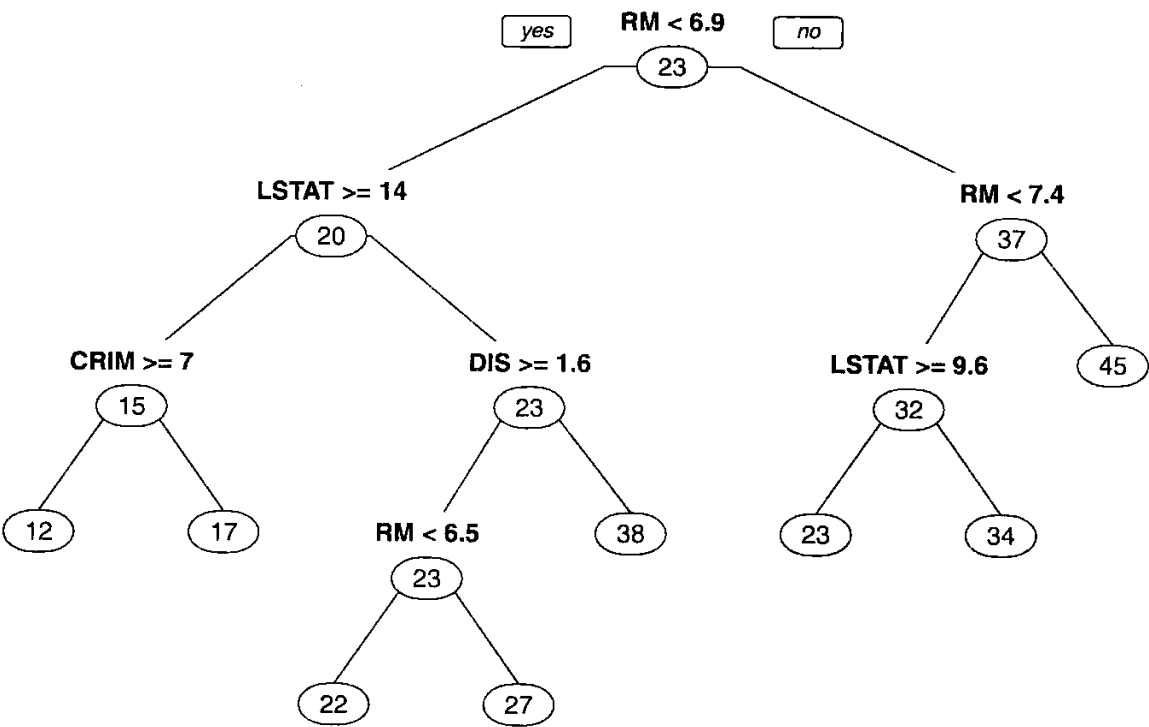 yes RM < 6.9 no
23
LSTAT >= 14 RM < 7.4
20 37
CRIM >= 7 DIS >= 1.6 LSTAT >= 9.6 45
15 23 32
12 17 RM < 6.5 38 23 34
23
22 27